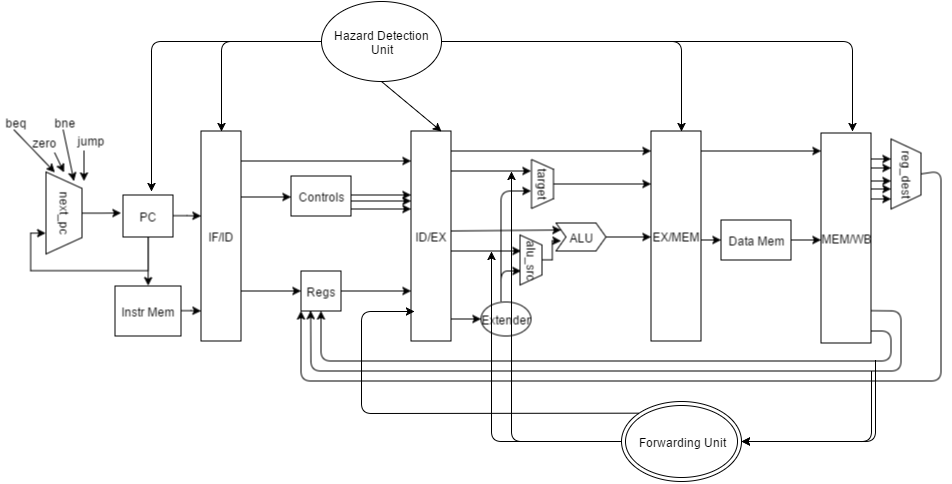 Hazard Detection
Unit
beq
bne
zero
jump
next_pc
PC
Instr Mem
IF/ID
Controls
Regs
ID/EX
target
alu_src
ALU
Extender
EX/MEM
Data Mem
MEM/WB
reg_dest
Forwarding Unit